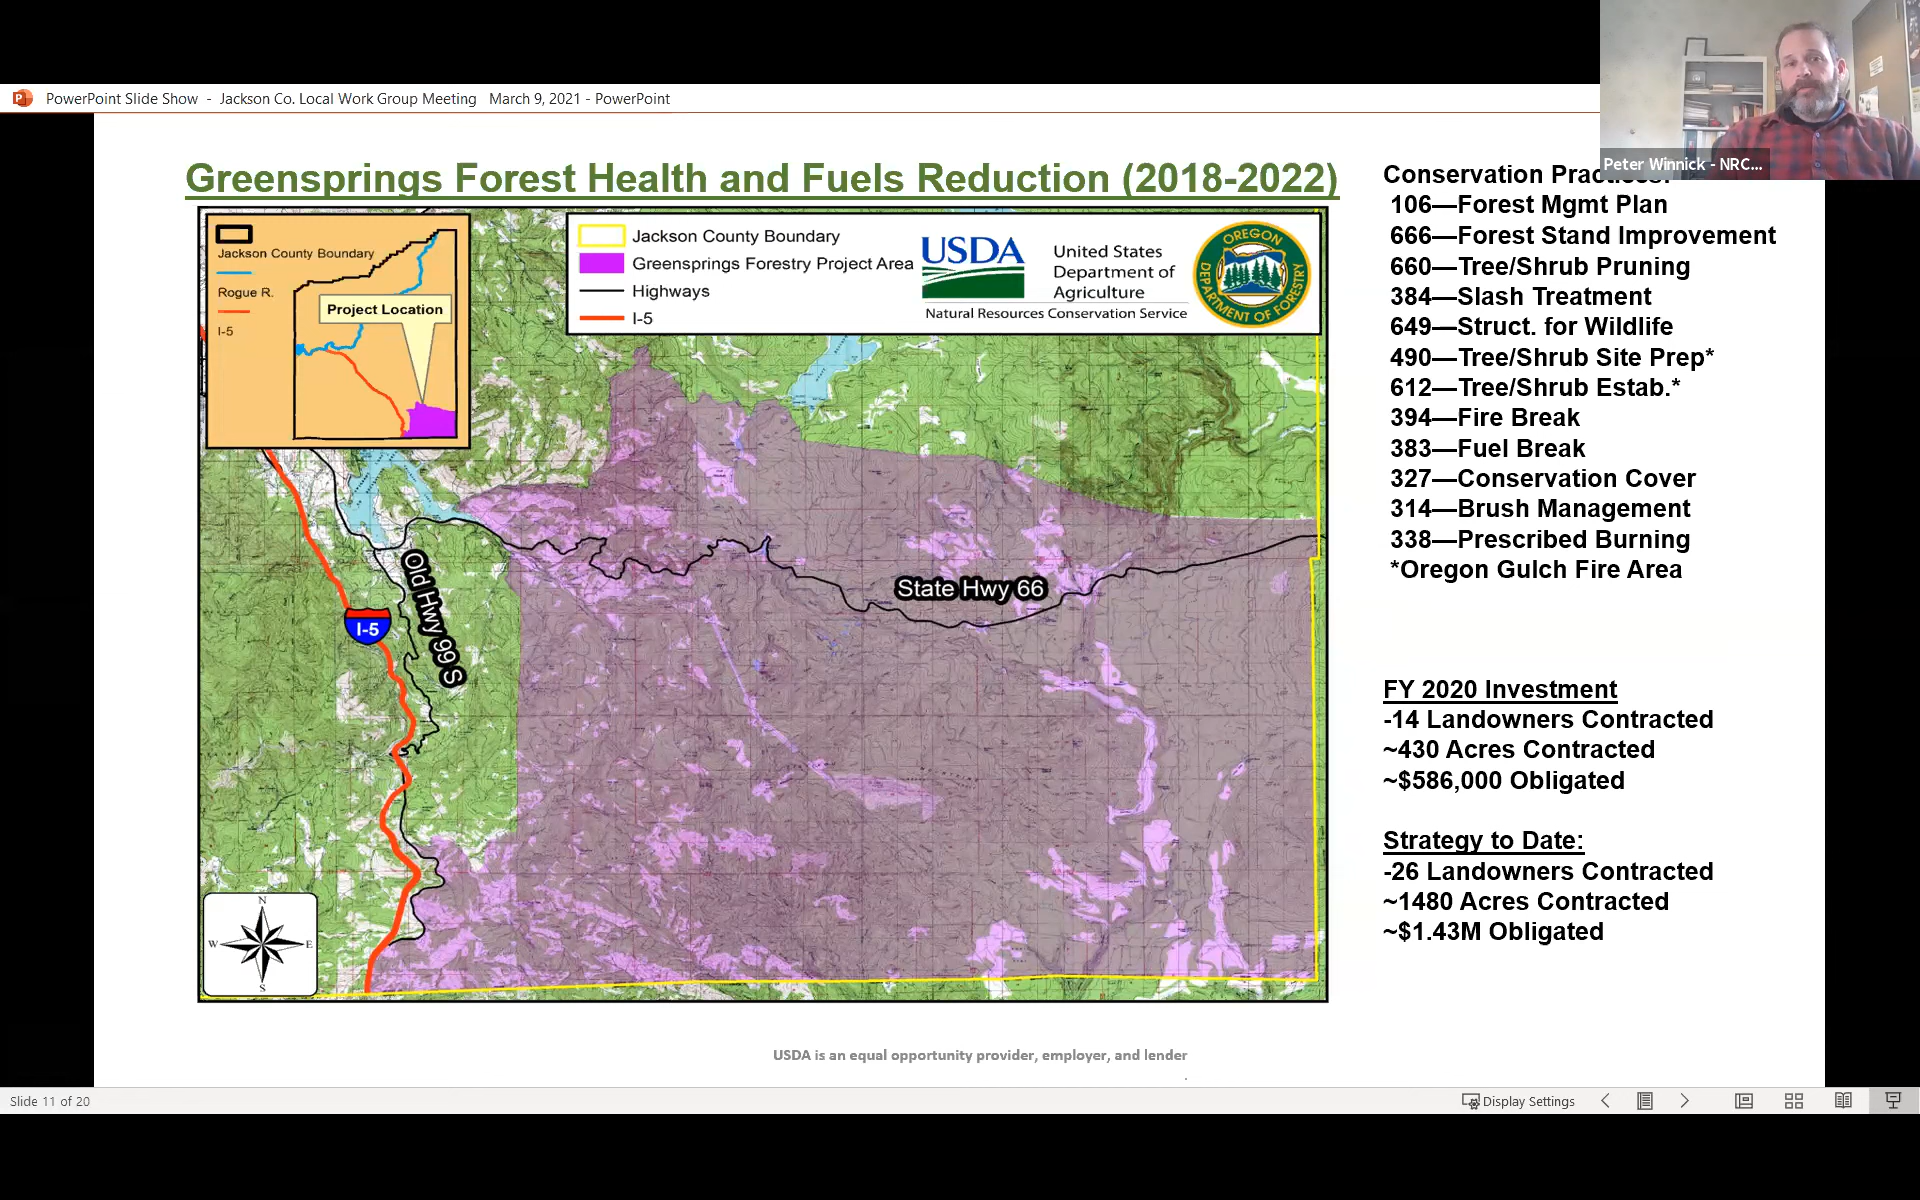 PowerPoint Slide Show - Jackson Co. Local Work Group Meeting March 9, 2021 - PowerPoint
Peter Winnick - NRC...
Greensprings Forest Health and Fuels Reduction (2018-2022)
Jackson County Boundary
Rogue R.
I-5
Project Location
Jackson County Boundary
Greensprings Forestry Project Area
Highways
I-5
USDA
United States
Department of
Agriculture
Natural Resources Conservation Service
OREGON
DEPARTMENT OF FORESTRY
Old Hwy 99 S
I-5
State Hwy 66
N
W E
S
Conservation Practices:
106—Forest Mgmt Plan
666—Forest Stand Improvement
660—Tree/Shrub Pruning
384—Slash Treatment
649—Struct. for Wildlife
490—Tree/Shrub Site Prep*
612—Tree/Shrub Estab.*
394—Fire Break
383—Fuel Break
327—Conservation Cover
314—Brush Management
338—Prescribed Burning
*Oregon Gulch Fire Area
FY 2020 Investment
-14 Landowners Contracted
~430 Acres Contracted
~$586,000 Obligated
Strategy to Date:
-26 Landowners Contracted
~1480 Acres Contracted
~$1.43M Obligated
USDA is an equal opportunity provider, employer, and lender
.
Slide 11 of 20
Display Settings